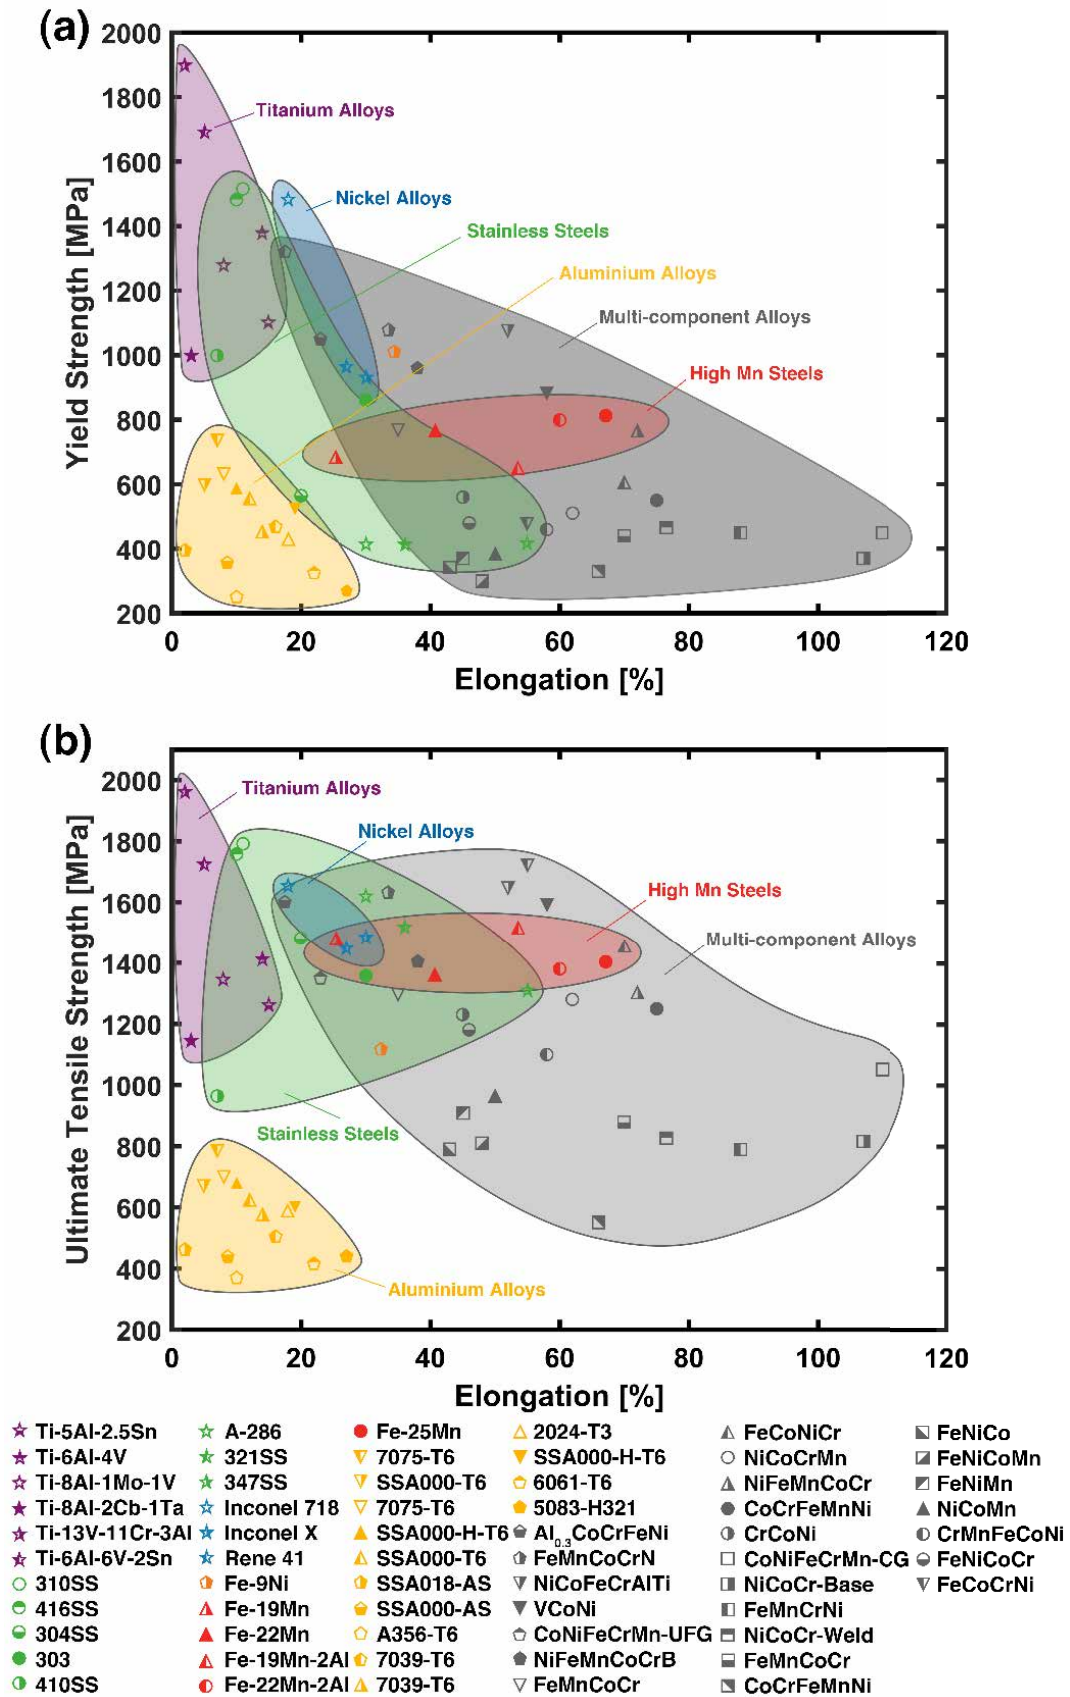 (a)
2000
1800
1600
1400
1200
1000
800
600
400
200
Yield Strength [MPa]
Titanium Alloys
Nickel Alloys
Stainless Steels
Aluminium Alloys
Multi-component Alloys
High Mn Steels
0 20 40 60 80 100 120
Elongation [%]
(b)
2000
1800
1600
1400
1200
1000
800
600
400
200
Ultimate Tensile Strength [MPa]
Titanium Alloys
Nickel Alloys
High Mn Steels
Multi-component Alloys
Stainless Steels
Aluminium Alloys
0 20 40 60 80 100 120
Elongation [%]
Ti-5Al-2.5Sn
Ti-6Al-4V
Ti-8Al-1Mo-1V
Ti-8Al-2Cb-1Ta
Ti-13V-11Cr-3Al
Ti-6Al-6V-2Sn
310SS
416SS
304SS
303
410SS
A-286
321SS
347SS
Inconel 718
Inconel X
Rene 41
Fe-9Ni
Fe-19Mn
Fe-22Mn
Fe-19Mn-2Al
Fe-22Mn-2Al
Fe-25Mn
7075-T6
SSA000-T6
7075-T6
SSA000-H-T6
SSA000-T6
SSA018-AS
SSA000-AS
A356-T6
7039-T6
7039-T6
2024-T3
SSA000-H-T6
6061-T6
5083-H321
Al0.3CoCrFeNi
FeMnCoCrN
NiCoFeCrAlTi
VCoNi
CoNiFeCrMn-UFG
NiFeMnCoCrB
FeMnCoCr
FeCoNiCr
NiCoCrMn
NiFeMnCoCr
CoCrFeMnNi
CrCoNi
CoNiFeCrMn-CG
NiCoCr-Base
FeMnCrNi
NiCoCr-Weld
FeMnCoCr
CoCrFeMnNi
FeNiCo
FeNiCoMn
FeNiMn
NiCoMn
CrMnFeCoNi
FeNiCoCr
FeCoCrNi